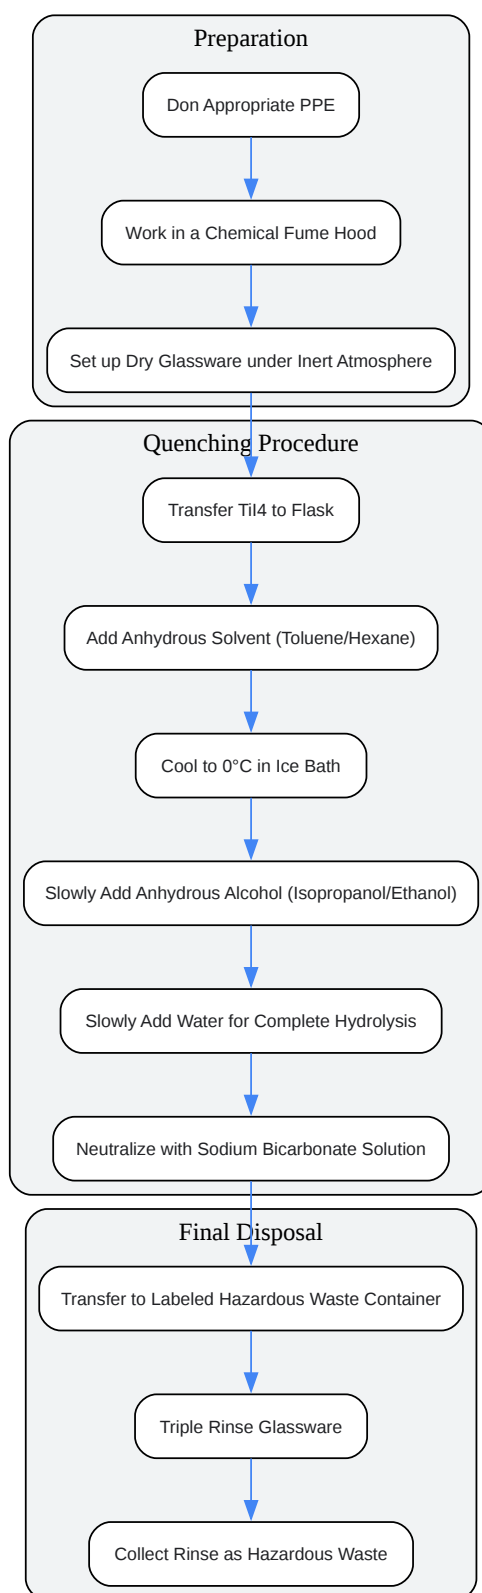 Preparation
Don Appropriate PPE
Work in a Chemical Fume Hood
Set up Dry Glassware under Inert Atmosphere
Quenching Procedure
Transfer TiI4 to Flask
Add Anhydrous Solvent (Toluene/Hexane)
Cool to 0°C in Ice Bath
Slowly Add Anhydrous Alcohol (Isopropanol/Ethanol)
Slowly Add Water for Complete Hydrolysis
Neutralize with Sodium Bicarbonate Solution
Final Disposal
Transfer to Labeled Hazardous Waste Container
Triple Rinse Glassware
Collect Rinse as Hazardous Waste